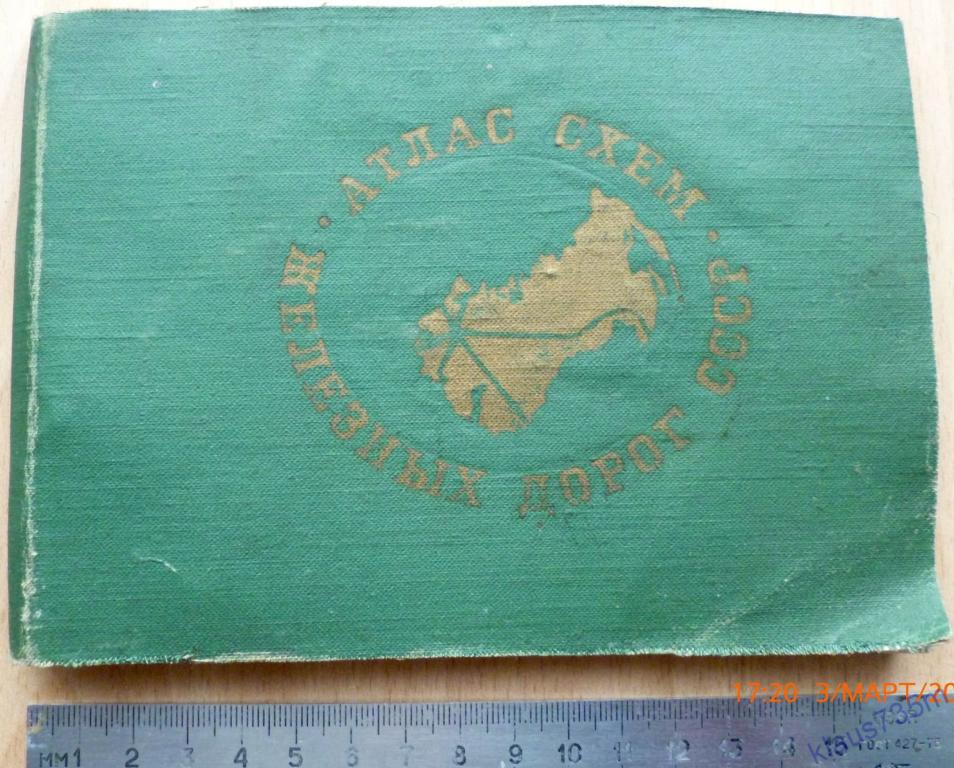 АТЛАС СХЕМ
ЖЕЛЕЗНЫХ ДОРОГ СССР
17:20 3/МАРТ/20
мм1 2 3 4 5 6 7 8 9 10 11 12 13 14 15